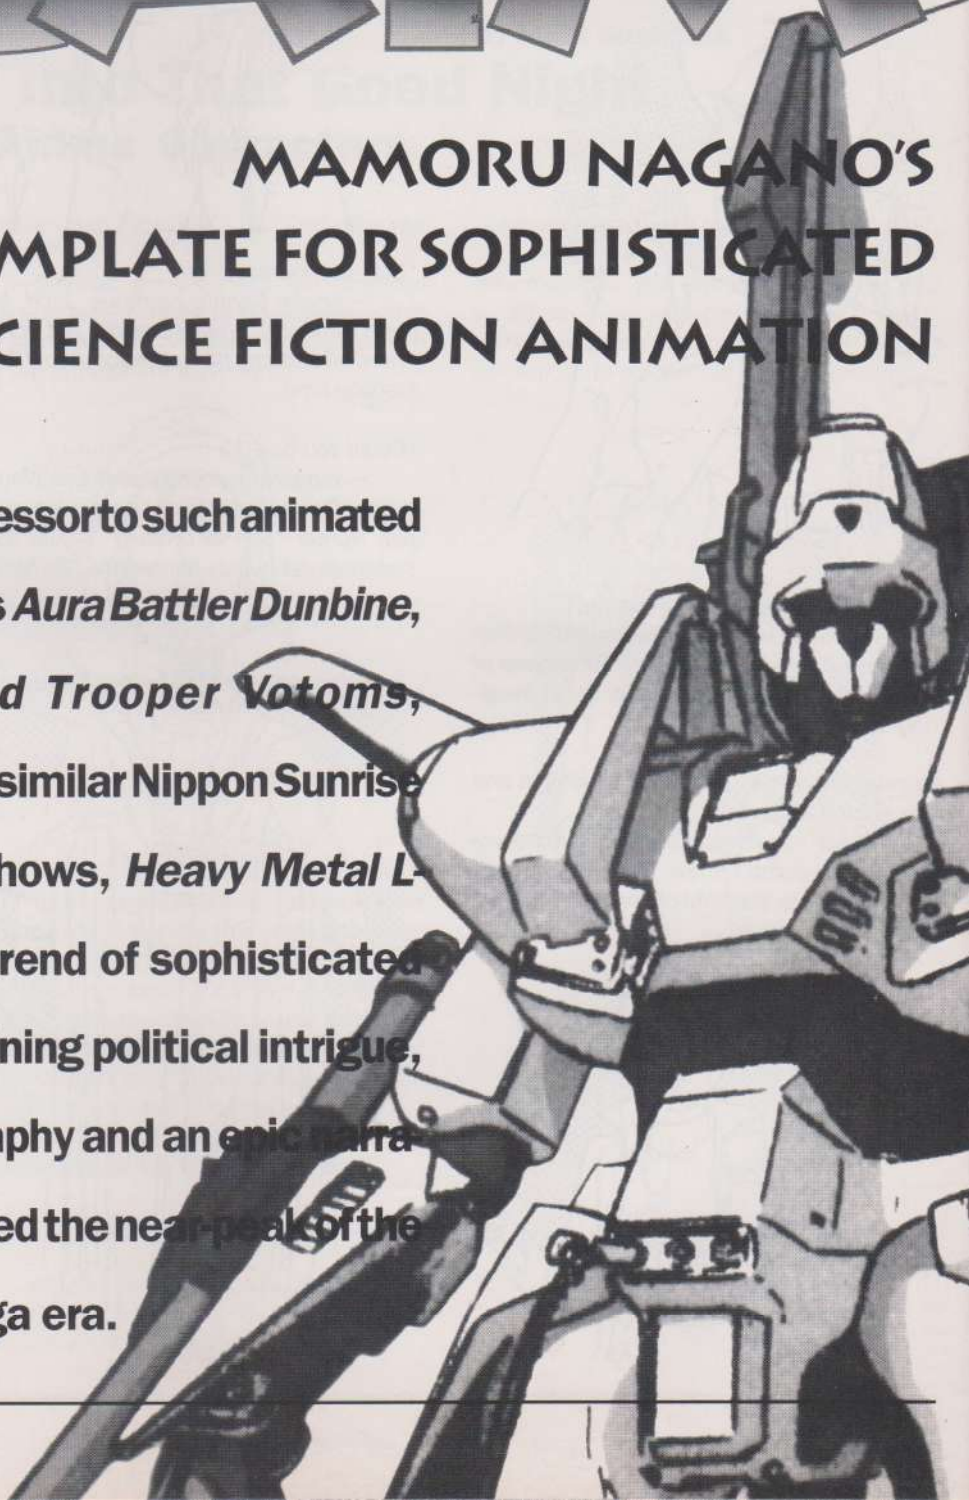 MAMORU NAGANO'S
MPLATE FOR SOPHISTICATED
CIENCE FICTION ANIMATION
essor to such animated
s Aura Battler Dunbine,
d Trooper Votoms,
similar Nippon Sunrise
hows, Heavy Metal L-
rend of sophisticated
ning political intrigue,
aphy and an epic narra-
ed the near-peak of the
ga era.